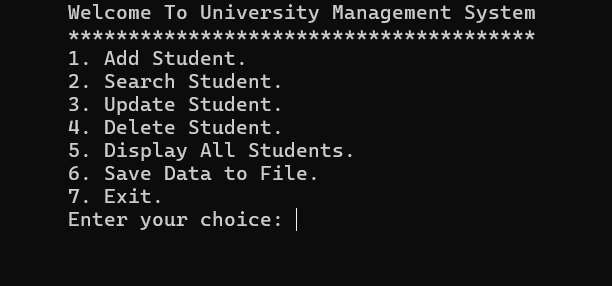 Welcome To University Management System
***************************************
1. Add Student.
2. Search Student.
3. Update Student.
4. Delete Student.
5. Display All Students.
6. Save Data to File.
7. Exit.
Enter your choice: